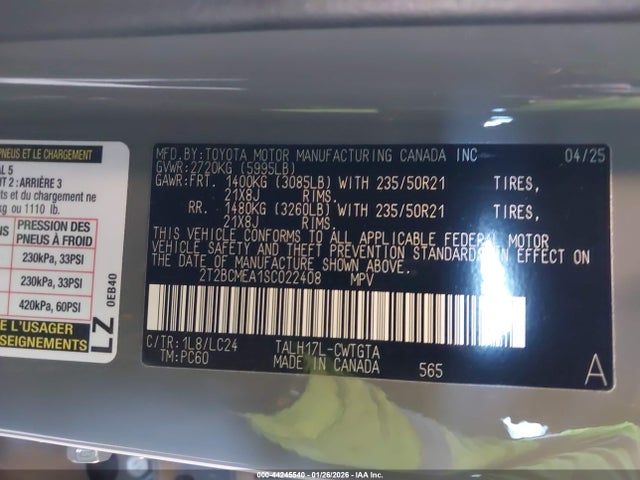 PNEUS ET LE CHARGEMENT
AL 5
NT 2 : ARRIÈRE 3
ts et du chargement ne
kg ou 1110 lb.
PRESSION DES
PNEUS À FROID
230kPa, 33PSI
230kPa, 33PSI
420kPa, 60PSI
E L'USAGER
SEIGNEMENTS
LZ
0EB40
MFD.BY:TOYOTA MOTOR MANUFACTURING CANADA INC 04/25
GVWR:2720KG (5995LB)
GAWR:FRT. 1400KG (3085LB) WITH 235/50R21 TIRES,
21X8J RIMS.
RR. 1480KG (3260LB) WITH 235/50R21 TIRES,
21X8J RIMS.
THIS VEHICLE CONFORMS TO ALL APPLICABLE FEDERAL MOTOR
VEHICLE SAFETY AND THEFT PREVENTION STANDARDS IN EFFECT ON
THE DATE OF MANUFACTURE SHOWN ABOVE.
2T2BCMEA1SC022408 MPV
C/TR:1L8/LC24 TALH17L-CWTGTA
TM:PC60 MADE IN CANADA 565
A
000-44245540 - 01/26/2026 - IAA Inc.